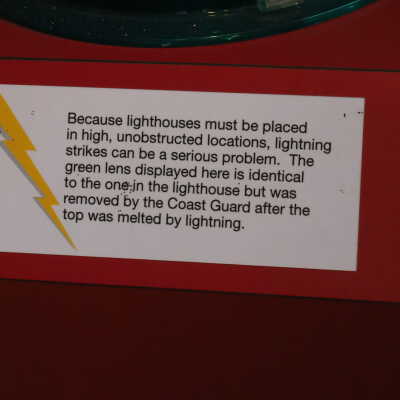 Because lighthouses must be placed
in high, unobstructed locations, lightning
strikes can be a serious problem.  The
green lens displayed here is identical
to the one in the lighthouse but was
removed by the Coast Guard after the
top was melted by lightning.